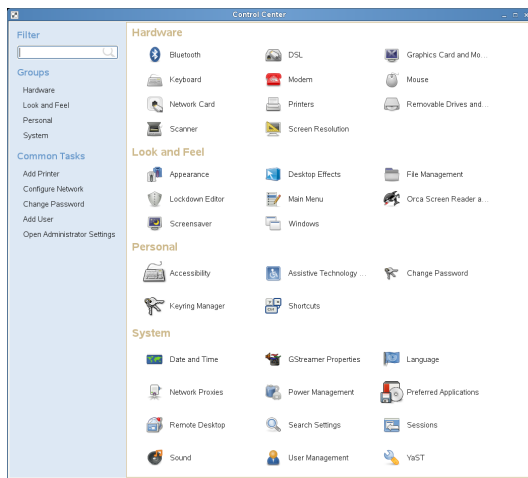 Control Center
Filter
Groups
Hardware
Look and Feel
Personal
System
Common Tasks
Add Printer
Configure Network
Change Password
Add User
Open Administrator Settings
Hardware
Bluetooth
DSL
Graphics Card and Mo...
Keyboard
Modem
Mouse
Network Card
Printers
Removable Drives and...
Scanner
Screen Resolution
Look and Feel
Appearance
Desktop Effects
File Management
Lockdown Editor
Main Menu
Orca Screen Reader a...
Screensaver
Windows
Personal
Accessibility
Assistive Technology ...
Change Password
Keyring Manager
Shortcuts
System
Date and Time
GStreamer Properties
Language
Network Proxies
Power Management
Preferred Applications
Remote Desktop
Search Settings
Sessions
Sound
User Management
YaST